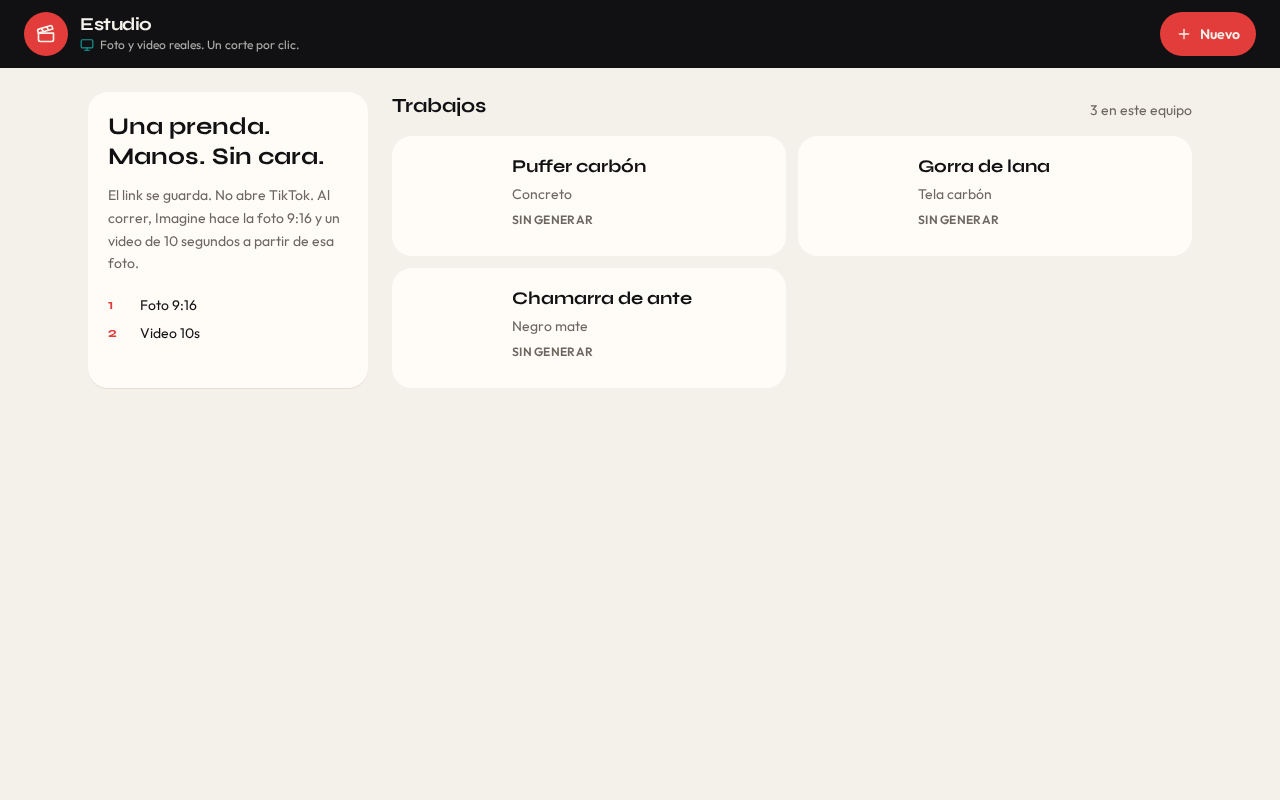 Estudio
Foto y video reales. Un corte por clic.
Nuevo
Una prenda.
Manos. Sin cara.
El link se guarda. No abre TikTok. Al
correr, Imagine hace la foto 9:16 y un
video de 10 segundos a partir de esa
foto.
1 Foto 9:16
2 Video 10s
Trabajos
3 en este equipo
Puffer carbón
Concreto
SIN GENERAR
Gorra de lana
Tela carbón
SIN GENERAR
Chamarra de ante
Negro mate
SIN GENERAR